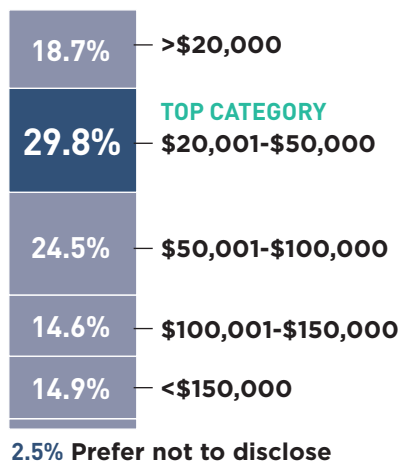 18.7% >$20,000
TOP CATEGORY
29.8% $20,001-$50,000
24.5% $50,001-$100,000
14.6% $100,001-$150,000
14.9% <$150,000
2.5% Prefer not to disclose